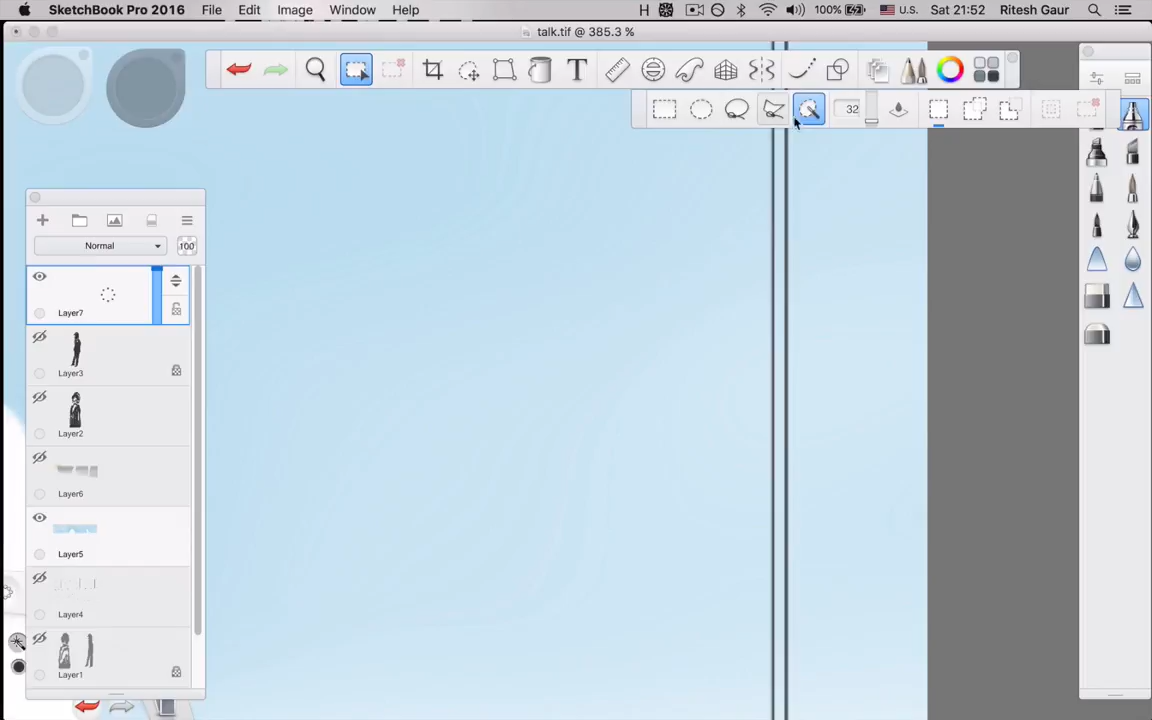 SketchBook Pro 2016 File Edit Image Window Help 100% U.S. Sat 21:52 Ritesh Gaur
talk.tif @ 385.3 %
32
Normal 100
Layer7
Layer3
Layer2
Layer6
Layer5
Layer4
Layer1